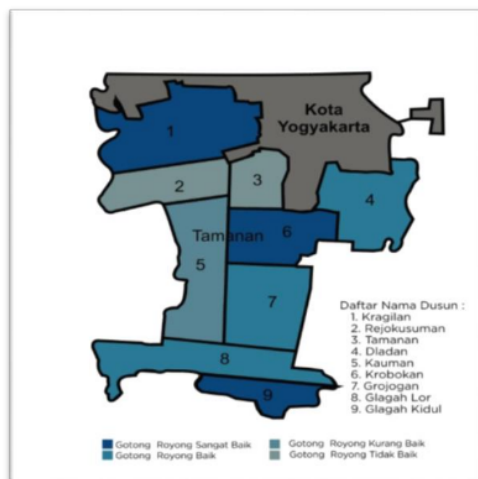 Kota
Yogyakarta
1
2
3
4
Tamanan
6
5
7
8
9
Daftar Nama Dusun :
1. Kragilan
2. Rejokusuman
3. Tamanan
4. Dladan
5. Kauman
6. Krobokan
7. Grojogan
8. Glagah Lor
9. Glagah Kidul
Gotong Royong Sangat Baik
Gotong Royong Baik
Gotong Royong Kurang Baik
Gotong Royong Tidak Baik